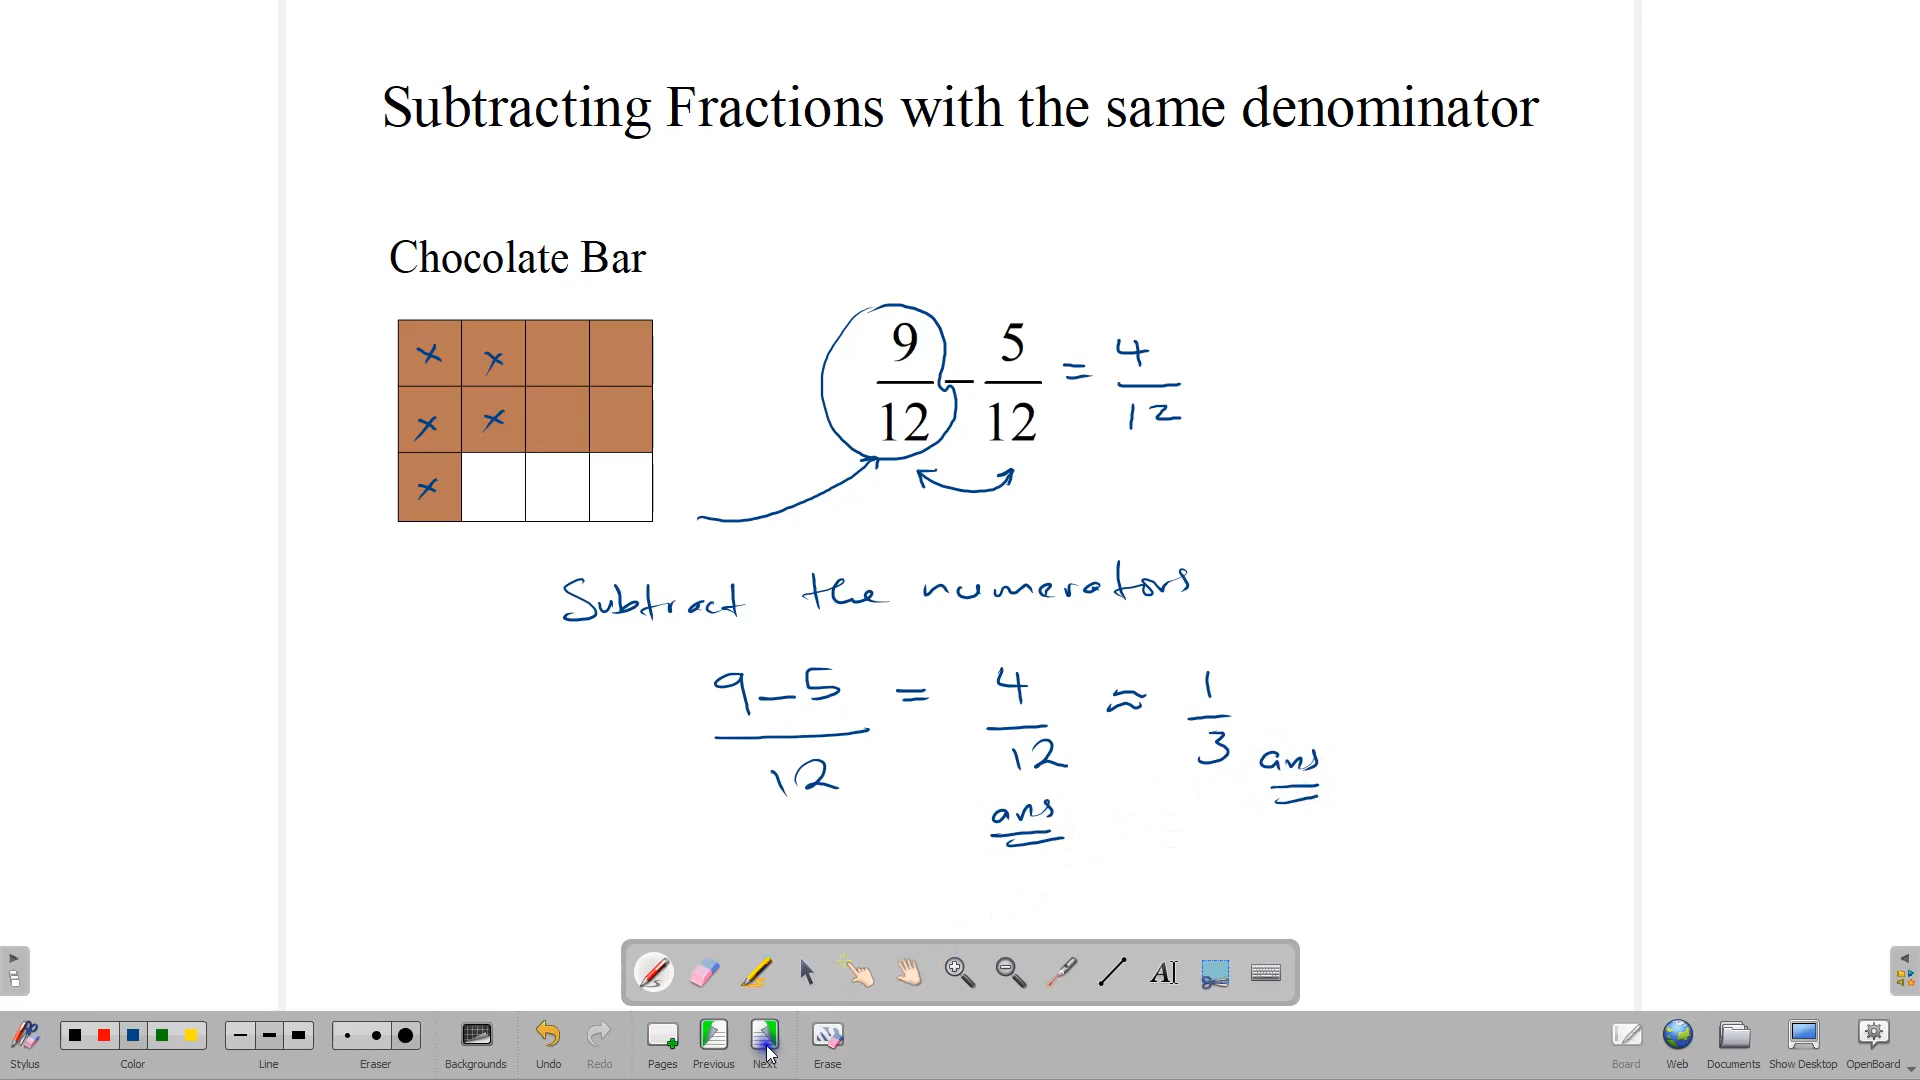 Subtracting Fractions with the same denominator
Chocolate Bar
x x
x x
x
9/12 − 5/12 = 4/12
Subtract the numerators
9 − 5/12 = 4/12 ≈ 1/3 ans
ans
AI
Stylus Color Line Eraser Backgrounds Undo Redo Pages Previous Next Erase Board Web Documents Show Desktop OpenBoard